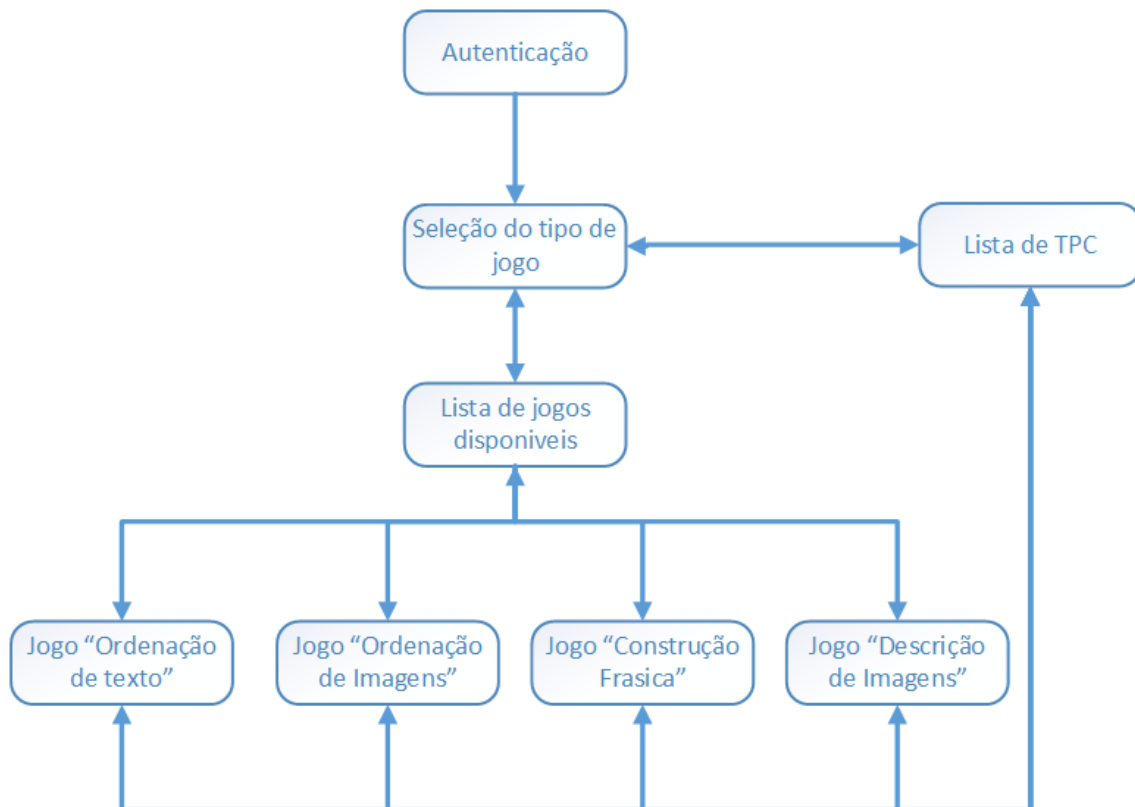 Autenticação
Seleção do tipo de
jogo
Lista de TPC
Lista de jogos
disponiveis
Jogo “Ordenação
de texto”
Jogo “Ordenação
de Imagens”
Jogo “Construção
Frasica”
Jogo “Descrição
de Imagens”